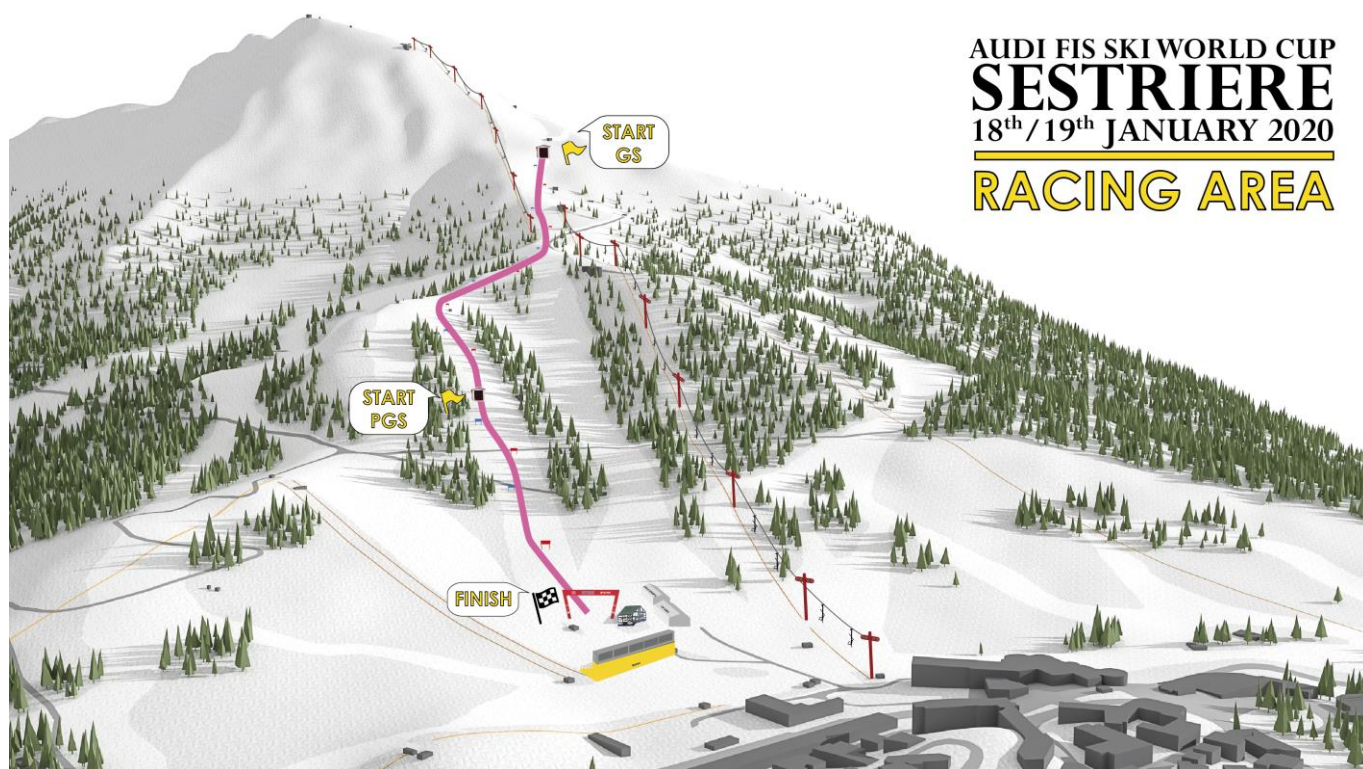 AUDI FIS SKI WORLD CUP
SESTRIERE
18th/19th JANUARY 2020
RACING AREA
START
GS
START
PGS
FINISH